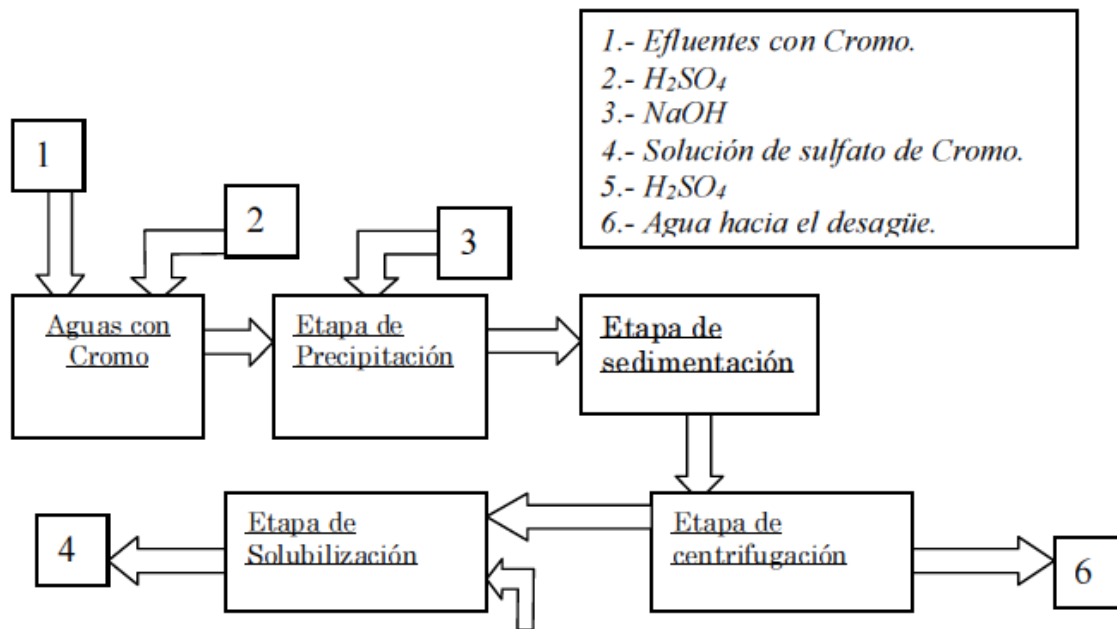 1.- Efluentes con Cromo.
2.- H₂SO₄
3.- NaOH
4.- Solución de sulfato de Cromo.
5.- H₂SO₄
6.- Agua hacia el desagüe.
1
2
3
Aguas con
Cromo
Etapa de
Precipitación
Etapa de
sedimentación
4
Etapa de
Solubilización
Etapa de
centrifugación
6